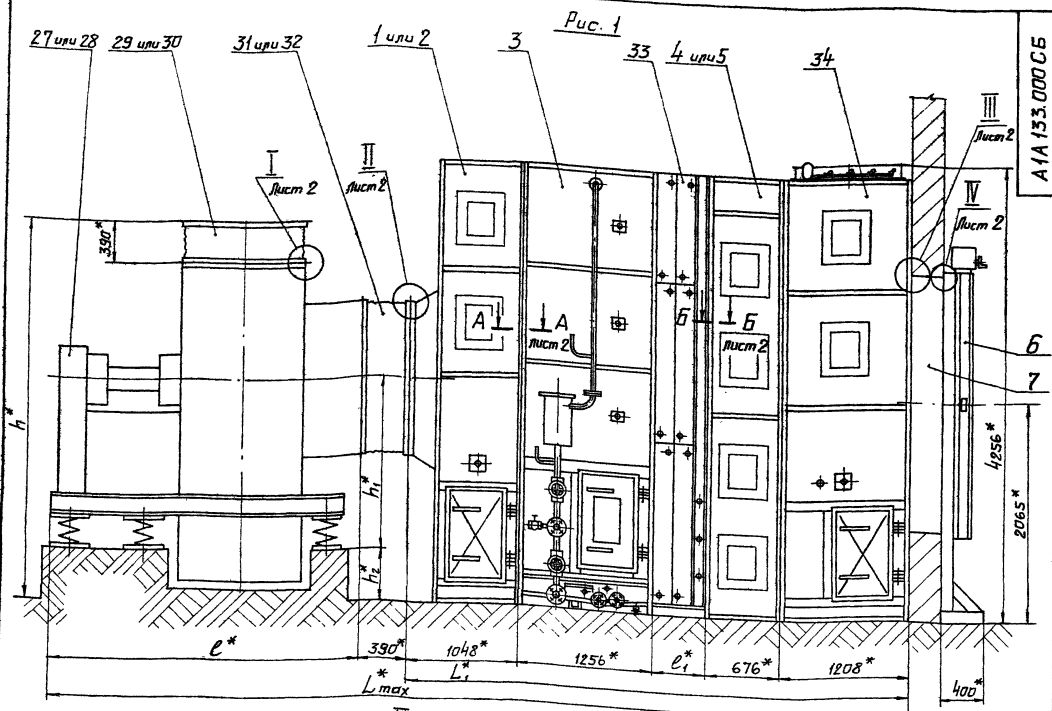 Рис. 1
А1А 133.000 СБ
27 или 28
29 или 30
31 или 32
1 или 2
3
33
4 или 5
34
I
Лист 2
II
Лист 2
III
Лист 2
IV
Лист 2
390*
h*
А
А
Лист 2
Б
Б
Лист 2
6
7
4256*
2065*
h₁*
h₂*
ℓ*
390*
1048*
1256*
ℓ₁*
676*
1208*
L₁*
L*max
400*